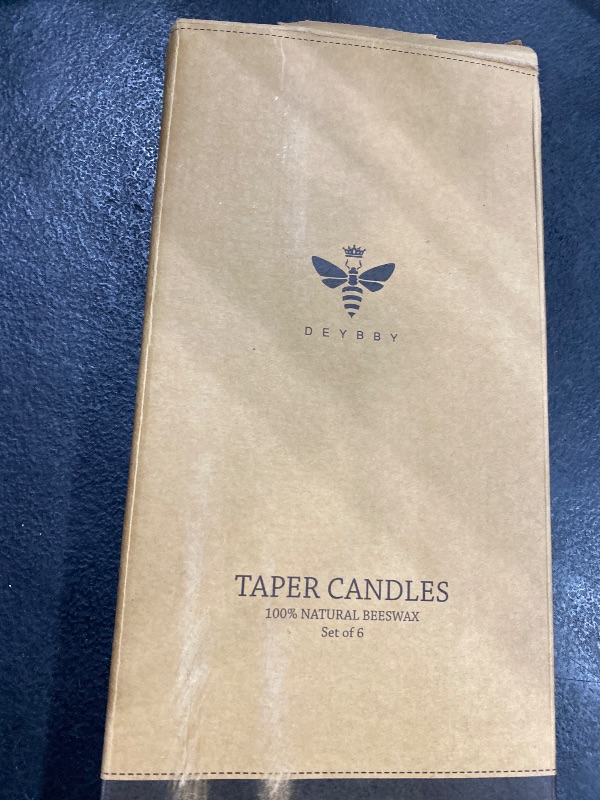 DEYBBY
TAPER CANDLES
100% NATURAL BEESWAX
Set of 6